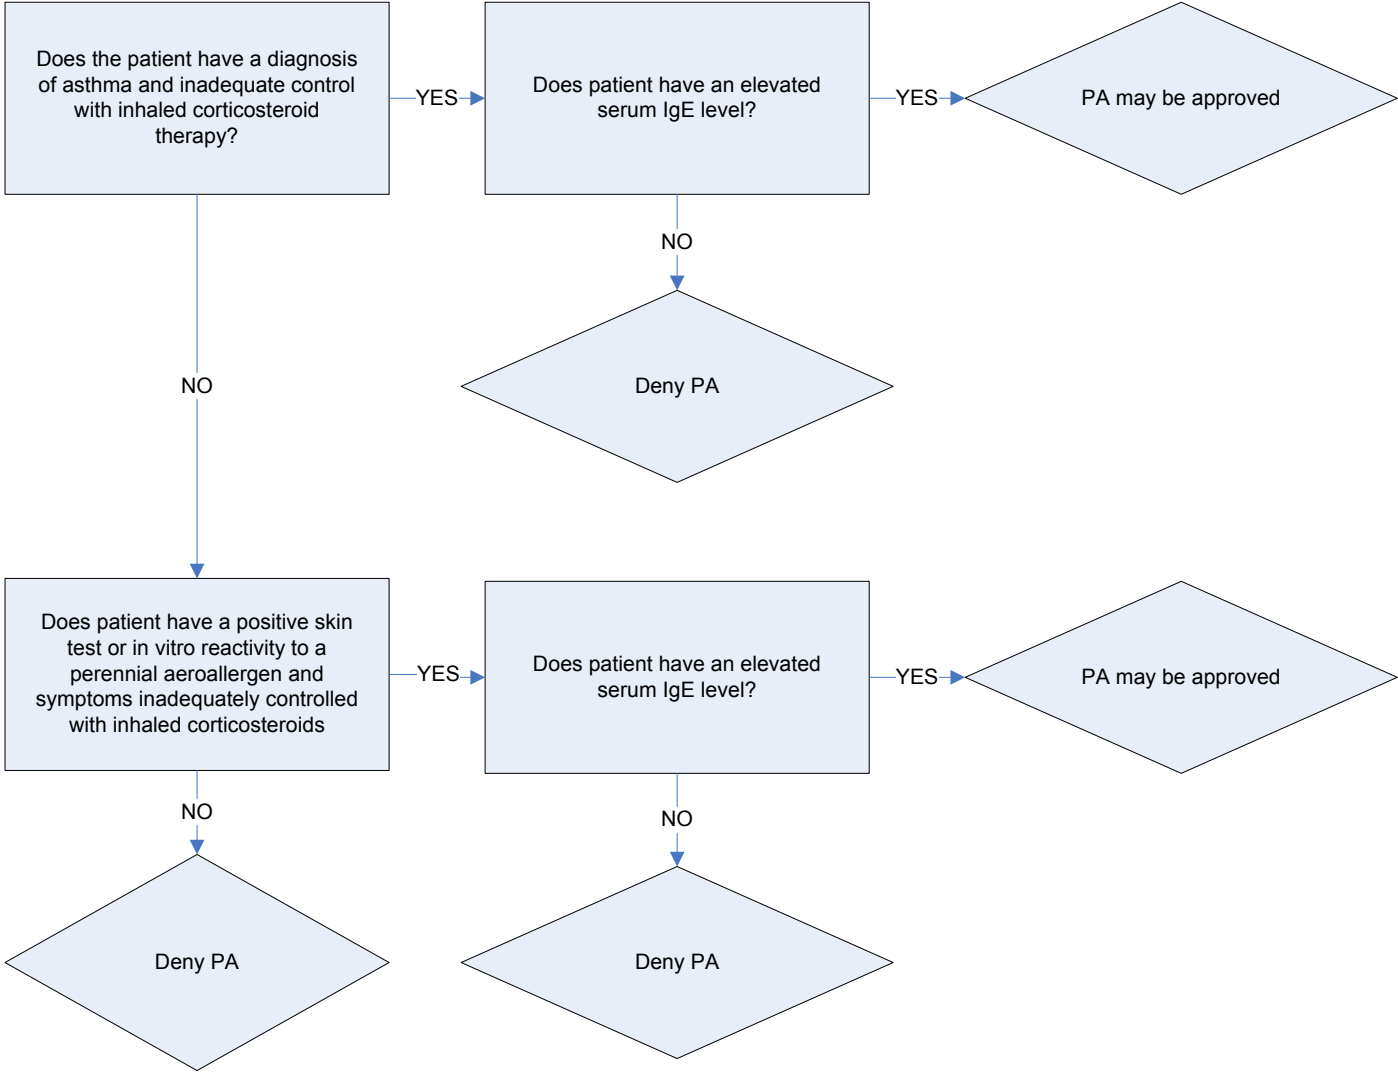 Does the patient have a diagnosis
of asthma and inadequate control
with inhaled corticosteroid
therapy?
YES
Does patient have an elevated
serum IgE level?
YES
PA may be approved
NO
Deny PA
NO
Does patient have a positive skin
test or in vitro reactivity to a
perennial aeroallergen and
symptoms inadequately controlled
with inhaled corticosteroids
YES
Does patient have an elevated
serum IgE level?
YES
PA may be approved
NO
Deny PA
NO
Deny PA